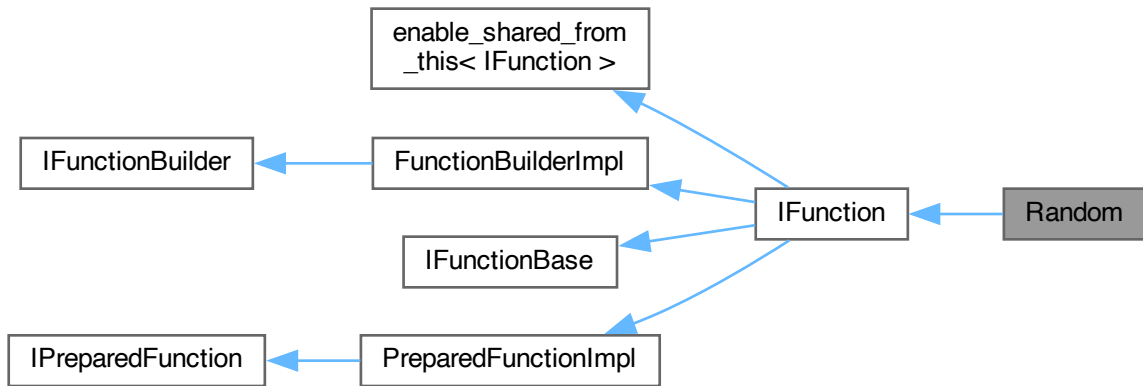 enable_shared_from
_this< IFunction >
IFunctionBuilder
FunctionBuilderImpl
IFunction
Random
IFunctionBase
IPreparedFunction
PreparedFunctionImpl